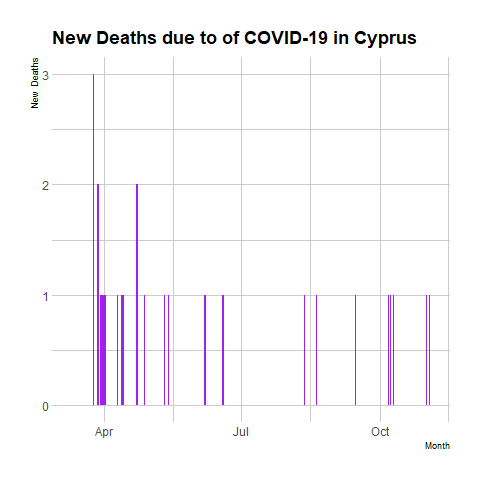 New Deaths due to of COVID-19 in Cyprus
New Deaths
3
2
1
0
Apr
Jul
Oct
Month